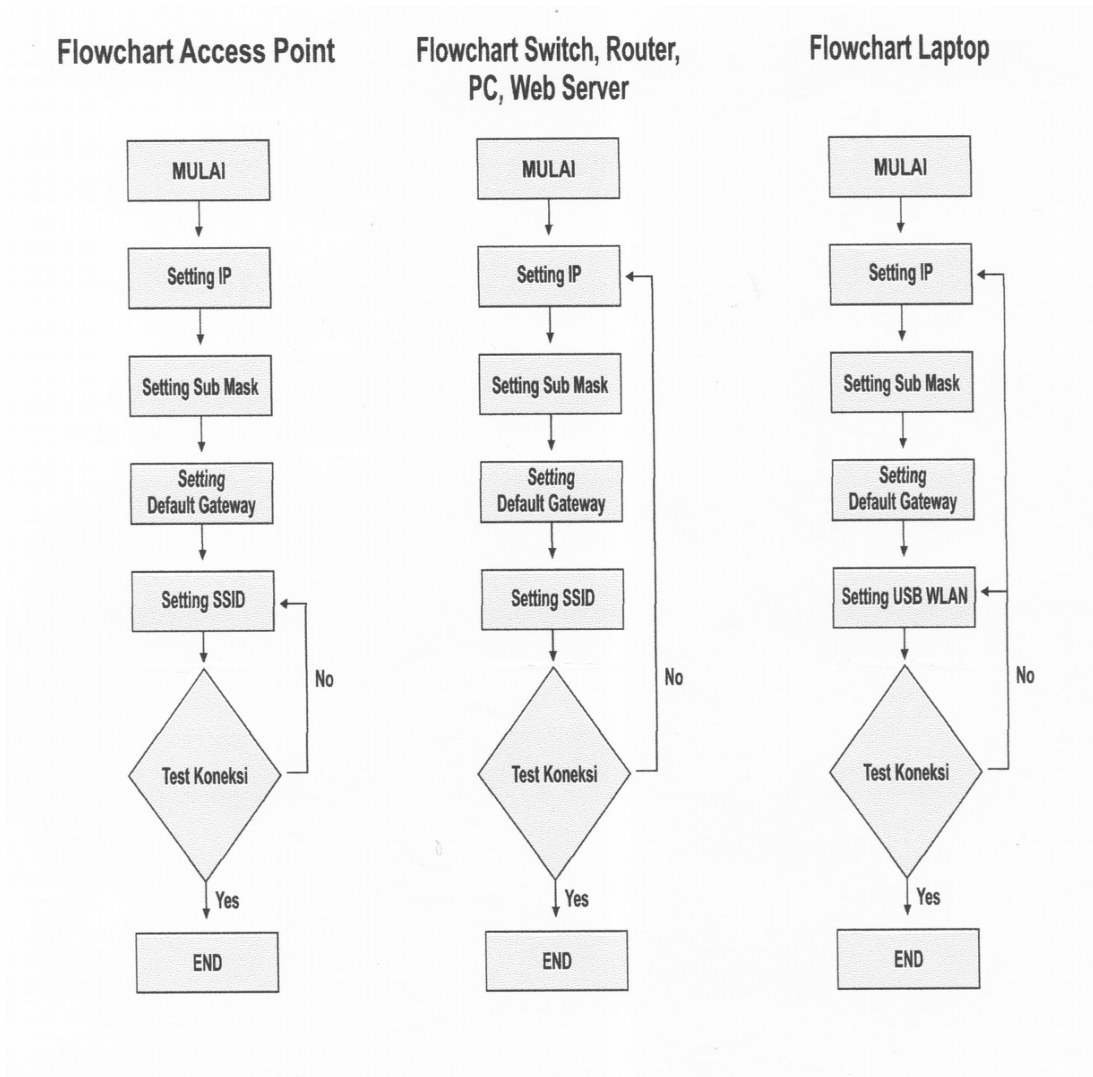 Flowchart Access Point
MULAI
Setting IP
Setting Sub Mask
Setting
Default Gateway
Setting SSID
No
Test Koneksi
Yes
END
Flowchart Switch, Router,
PC, Web Server
MULAI
Setting IP
Setting Sub Mask
Setting
Default Gateway
Setting SSID
No
Test Koneksi
Yes
END
Flowchart Laptop
MULAI
Setting IP
Setting Sub Mask
Setting
Default Gateway
Setting USB WLAN
No
Test Koneksi
Yes
END